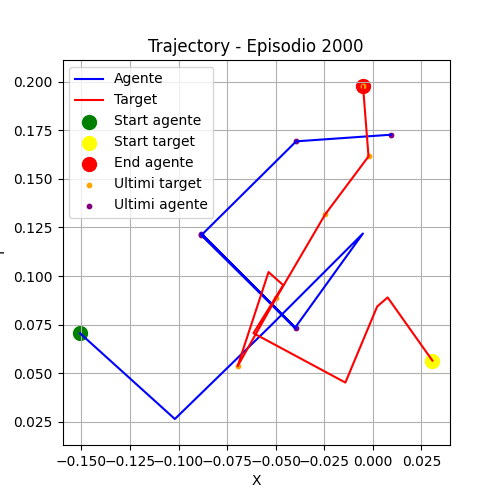 Trajectory - Episodio 2000
Agente
Target
Start agente
Start target
End agente
Ultimi target
Ultimi agente
0.200
0.175
0.150
0.125
0.100
0.075
0.050
0.025
−0.150
−0.125
−0.100
−0.075
−0.050
−0.025
0.000
0.025
X